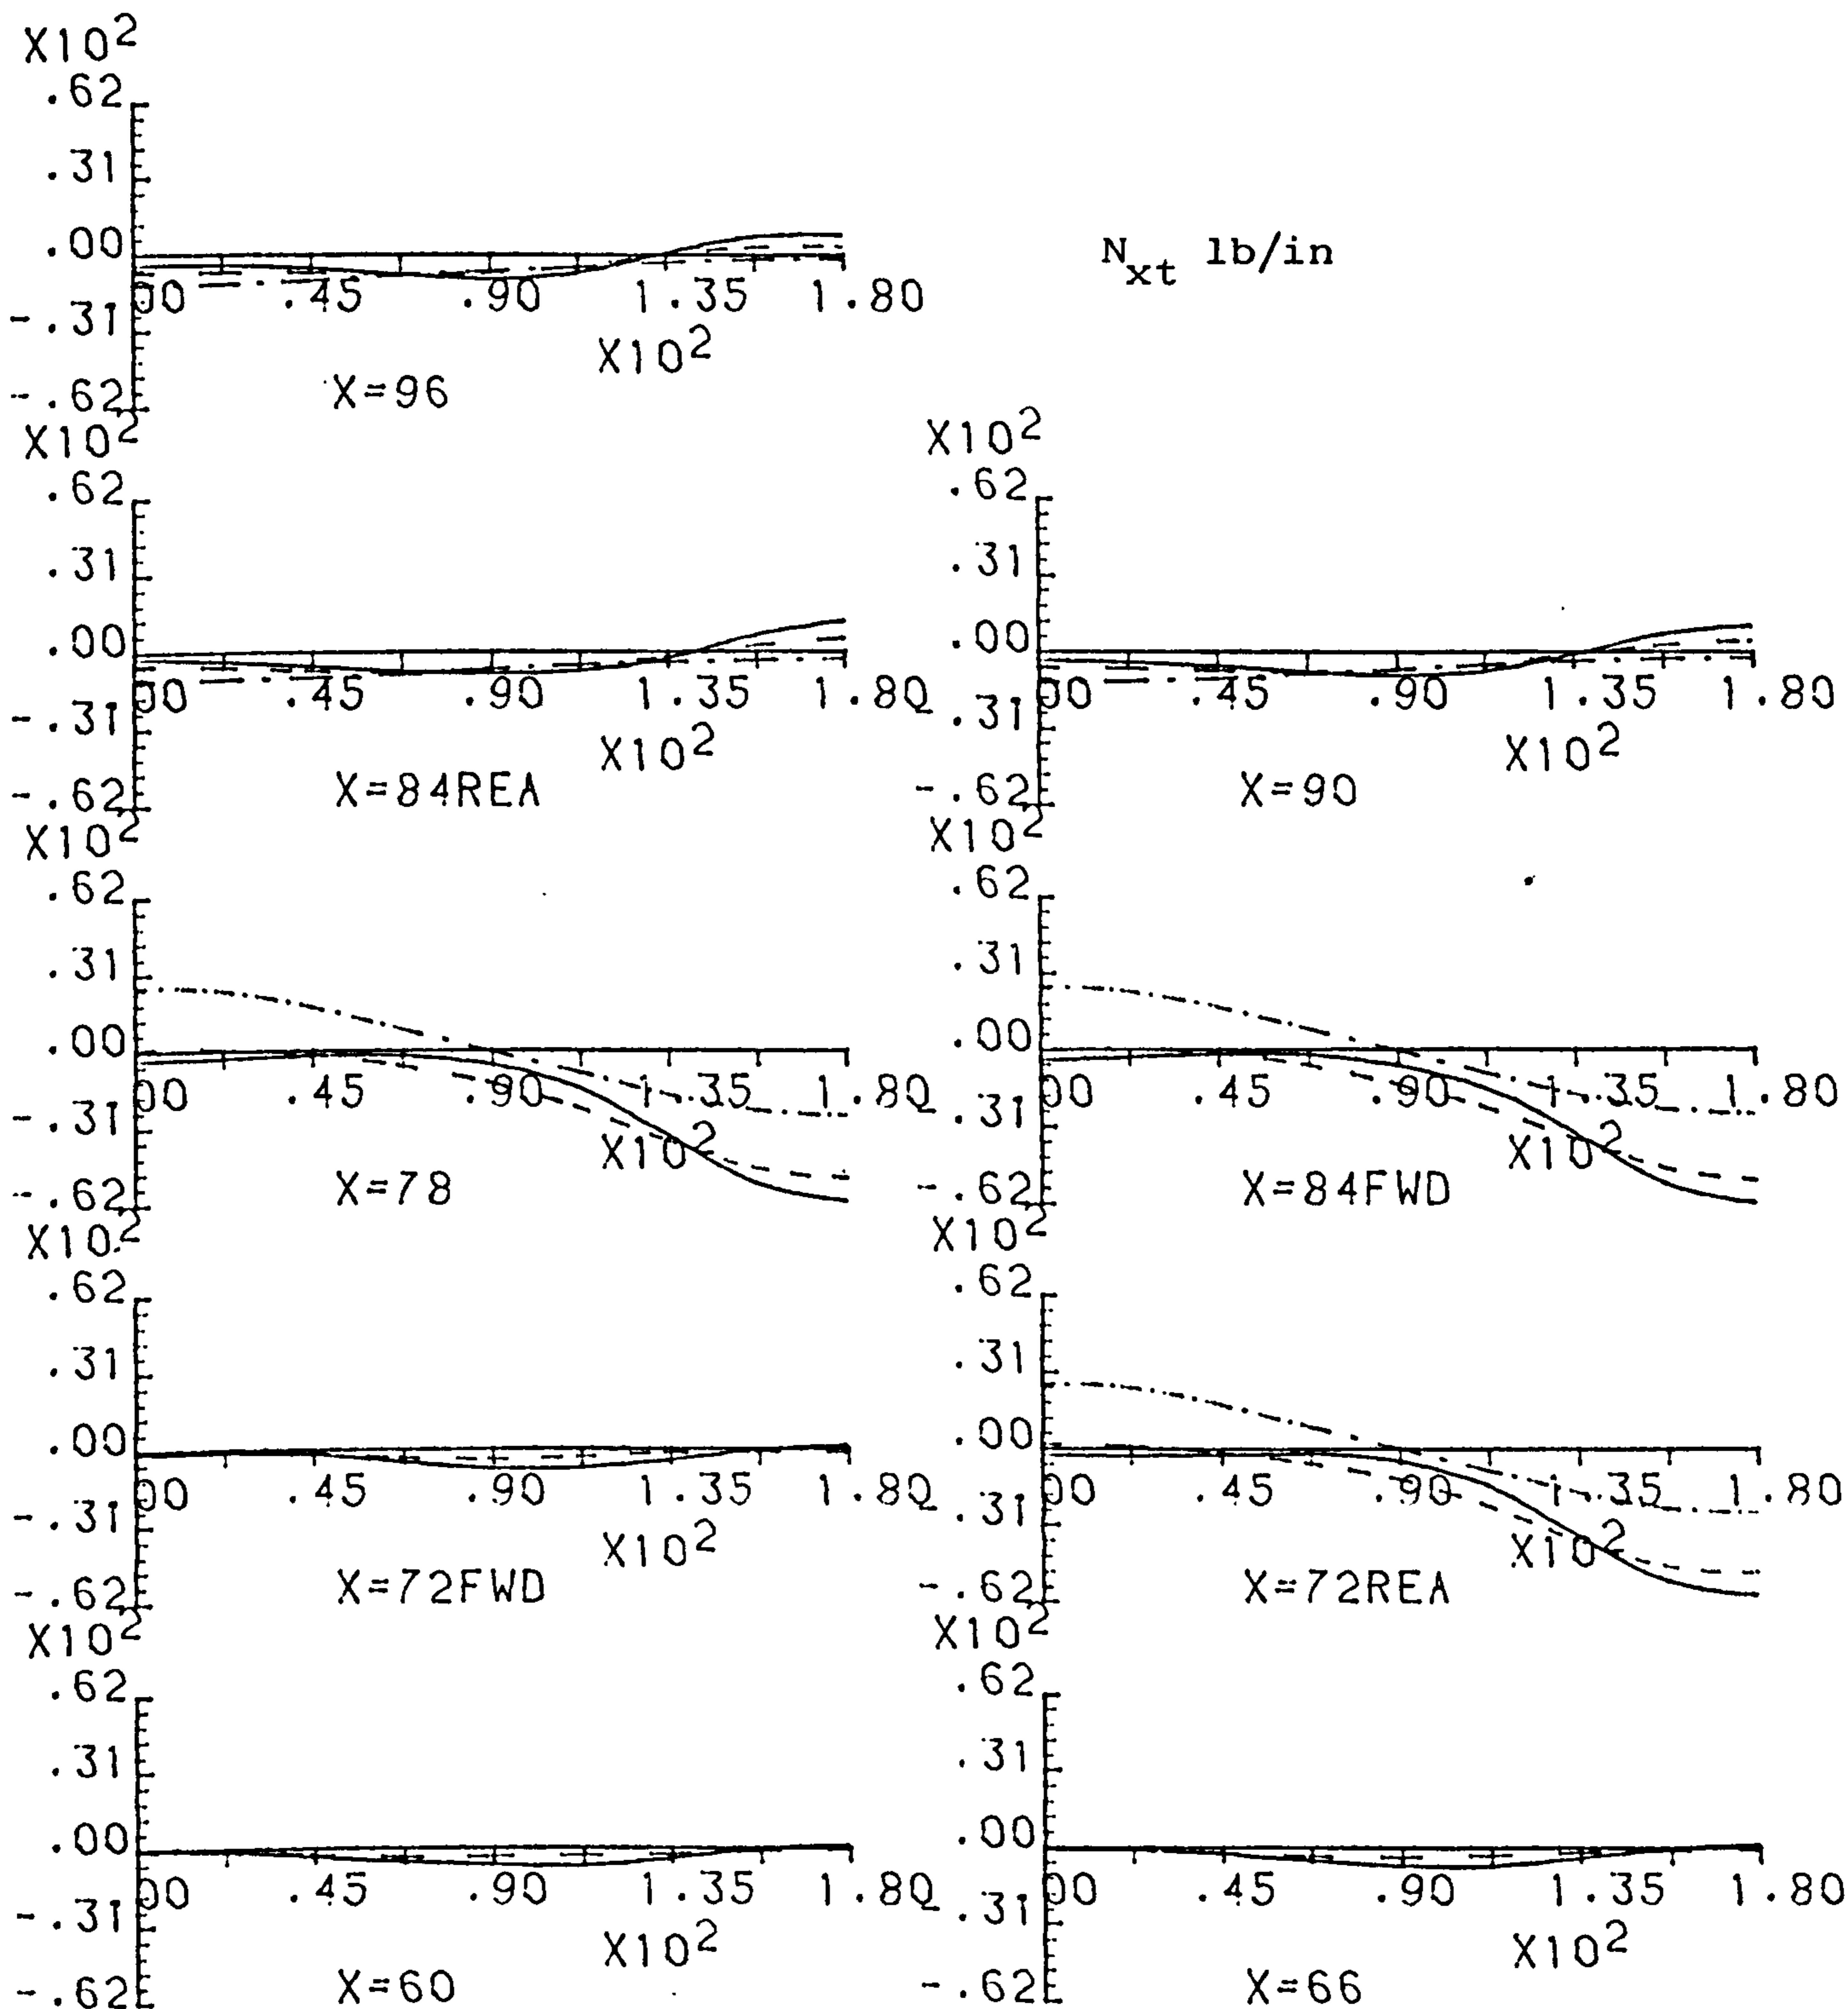 X10²
.62
.31
.00
-.31
-.62
.00 .45 .90 1.35 1.80
X10²
X=96
N_xt lb/in
X10²
.62
.31
.00
-.31
-.62
.00 .45 .90 1.35 1.80
X10²
X=84REA
X10²
.62
.31
.00
-.31
-.62
.00 .45 .90 1.35 1.80
X10²
X=90
X10²
.62
.31
.00
-.31
-.62
.00 .45 .90 1.35 1.80
X10²
X=78
X10²
.62
.31
.00
-.31
-.62
.00 .45 .90 1.35 1.80
X10²
X=84FWD
X10²
.62
.31
.00
-.31
-.62
.00 .45 .90 1.35 1.80
X10²
X=72FWD
X10²
.62
.31
.00
-.31
-.62
.00 .45 .90 1.35 1.80
X10²
X=72REA
X10²
.62
.31
.00
-.31
-.62
.00 .45 .90 1.35 1.80
X10²
X=60
X10²
.62
.31
.00
-.31
-.62
.00 .45 .90 1.35 1.80
X10²
X=66